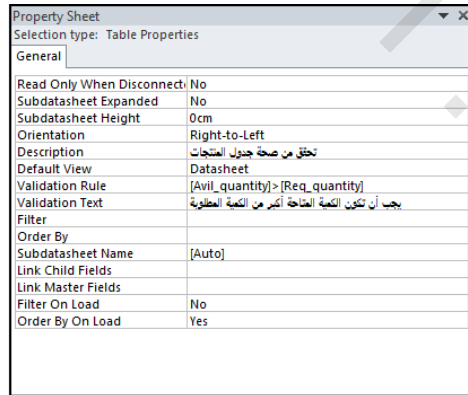 Property Sheet
Selection type: Table Properties
General
Read Only When Disconnecte No
Subdatasheet Expanded No
Subdatasheet Height 0cm
Orientation Right-to-Left
Description تحقق من صحة جدول المنتجات
Default View Datasheet
Validation Rule [Avil_quantity]>[Req_quantity]
Validation Text يجب أن تكون الكمية المتاحة أكبر من الكمية المطلوبة
Filter
Order By
Subdatasheet Name [Auto]
Link Child Fields
Link Master Fields
Filter On Load No
Order By On Load Yes